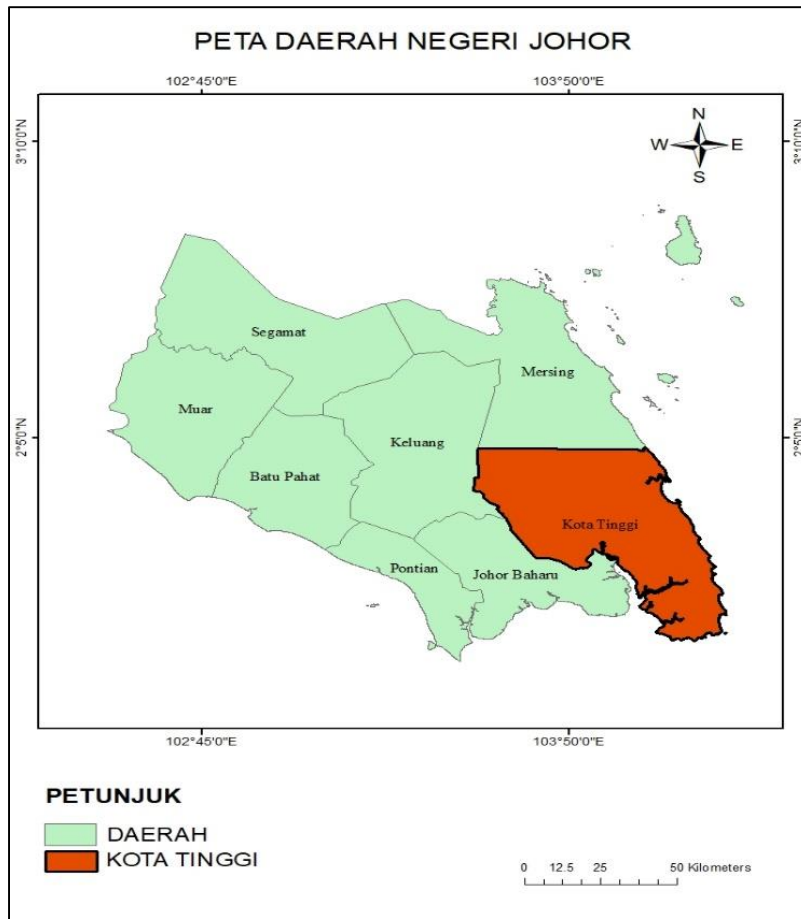 PETA DAERAH NEGERI JOHOR
102°45'0"E 103°50'0"E
3°10'0"N 3°10'0"N
N
W E
S
Segamat
Mersing
Muar
2°5'0"N 2°5'0"N
Keluang
Batu Pahat
Kota Tinggi
Pontian Johor Baharu
102°45'0"E 103°50'0"E
PETUNJUK
DAERAH
KOTA TINGGI
0 12.5 25 50 Kilometers